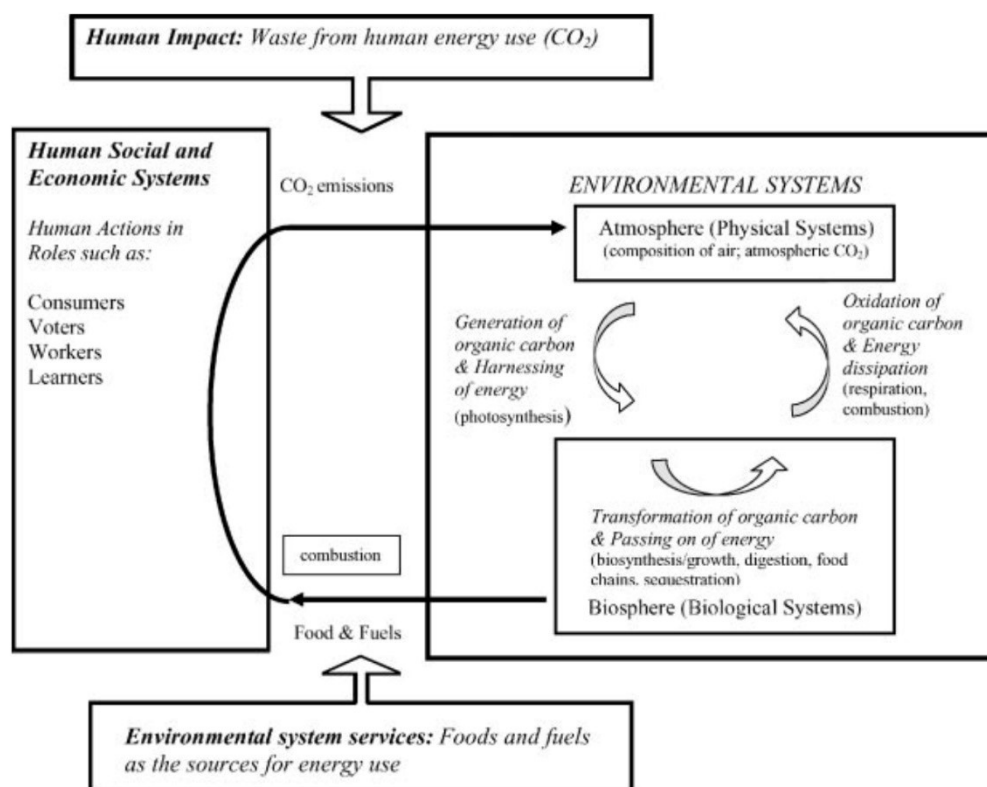 Human Impact: Waste from human energy use (CO₂)
Human Social and
Economic Systems
Human Actions in
Roles such as:
Consumers
Voters
Workers
Learners
CO₂ emissions
combustion
Food & Fuels
ENVIRONMENTAL SYSTEMS
Atmosphere (Physical Systems)
(composition of air; atmospheric CO₂)
Generation of
organic carbon
& Harnessing
of energy
(photosynthesis)
Oxidation of
organic carbon
& Energy
dissipation
(respiration,
combustion)
Transformation of organic carbon
& Passing on of energy
(biosynthesis/growth, digestion, food
chains, sequestration)
Biosphere (Biological Systems)
Environmental system services: Foods and fuels
as the sources for energy use